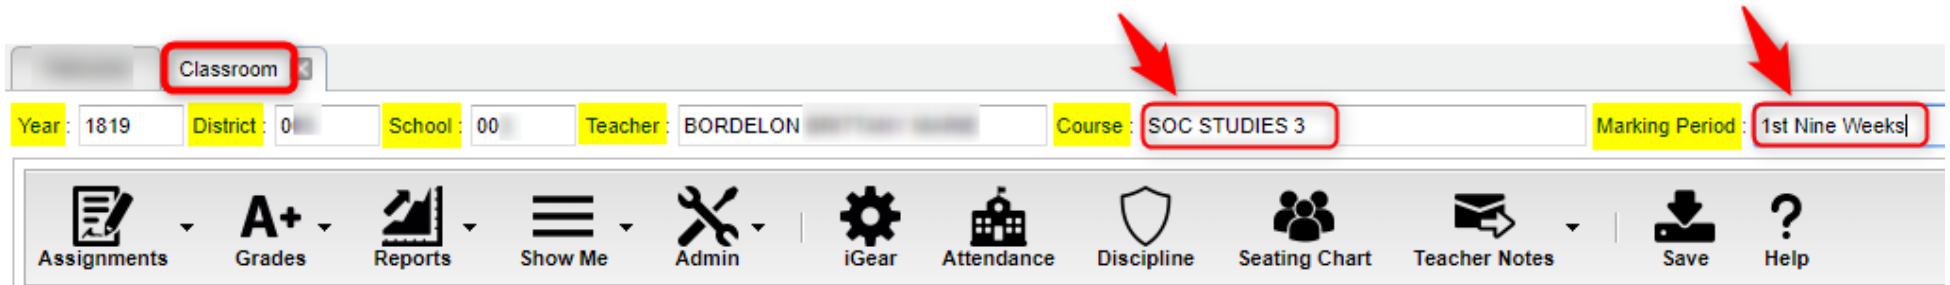 Classroom
Year : 1819 District : 0 School : 00 Teacher : BORDELON Course : SOC STUDIES 3 Marking Period : 1st Nine Weeks
Assignments A+ Grades Reports Show Me Admin iGear Attendance Discipline Seating Chart Teacher Notes Save ? Help